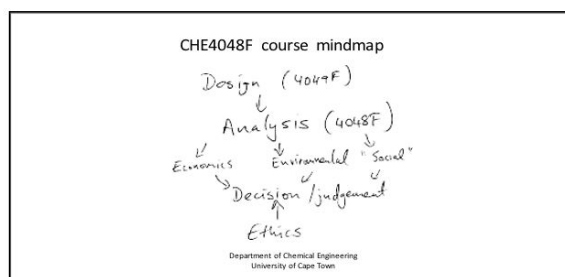 CHE4048F course mindmap
Design (4049F)
Analysis (4048F)
Economics Environmental "Social"
Decision/judgement
Ethics
Department of Chemical Engineering
University of Cape Town